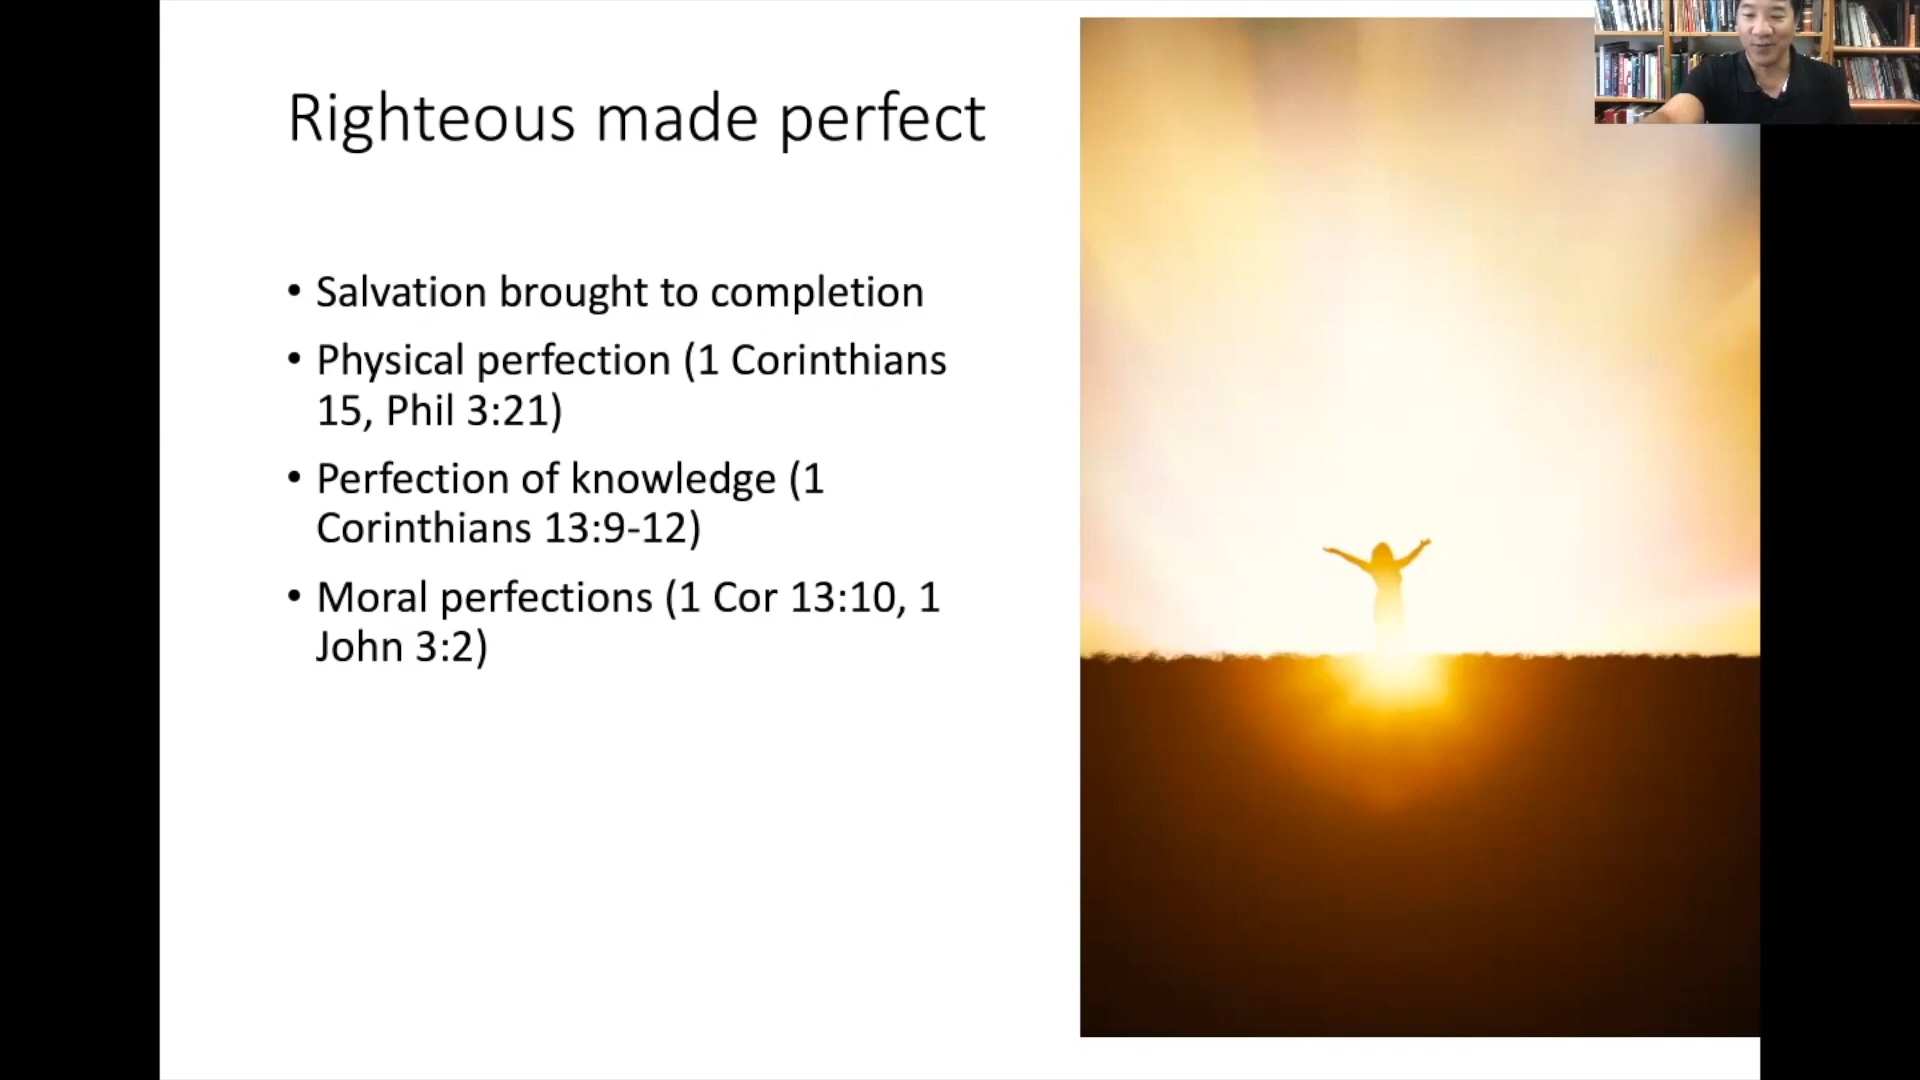 Righteous made perfect
• Salvation brought to completion
• Physical perfection (1 Corinthians
15, Phil 3:21)
• Perfection of knowledge (1
Corinthians 13:9-12)
• Moral perfections (1 Cor 13:10, 1
John 3:2)